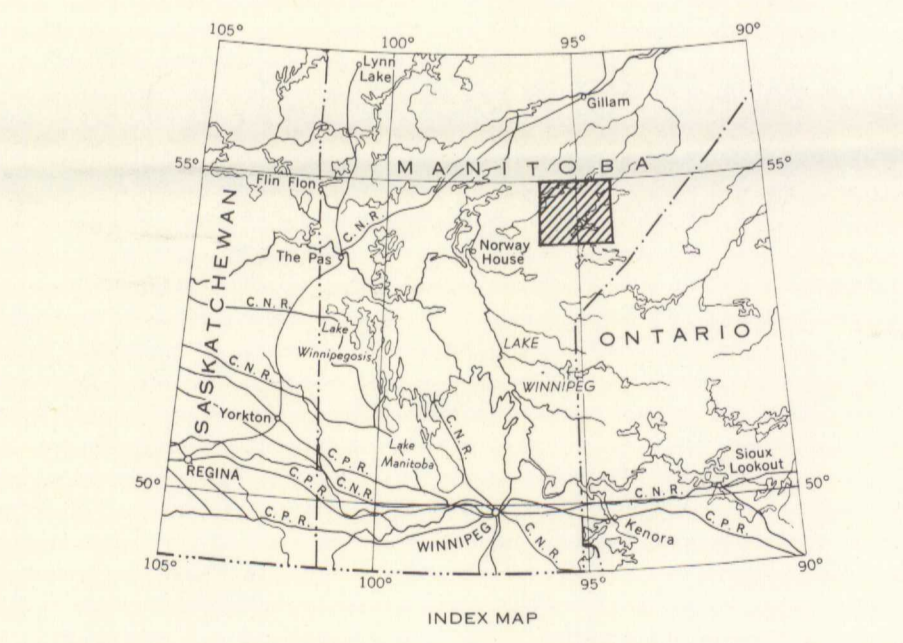 105°
100°
95°
90°
Lynn
Lake
Gillam
55°
MANITOBA
55°
Flin Flon
C.N.R.
SASKATCHEWAN
The Pas
Norway
House
C.N.R.
Lake
Winnipegosis
LAKE
WINNIPEG
ONTARIO
C.N.R.
Yorkton
C.N.R.
Lake
Manitoba
C.P.R.
Sioux
Lookout
REGINA
C.P.R.
C.N.R.
50°
C.N.R.
50°
C.P.R.
C.P.R.
WINNIPEG
C.N.R.
Kenora
105°
100°
95°
90°
INDEX MAP